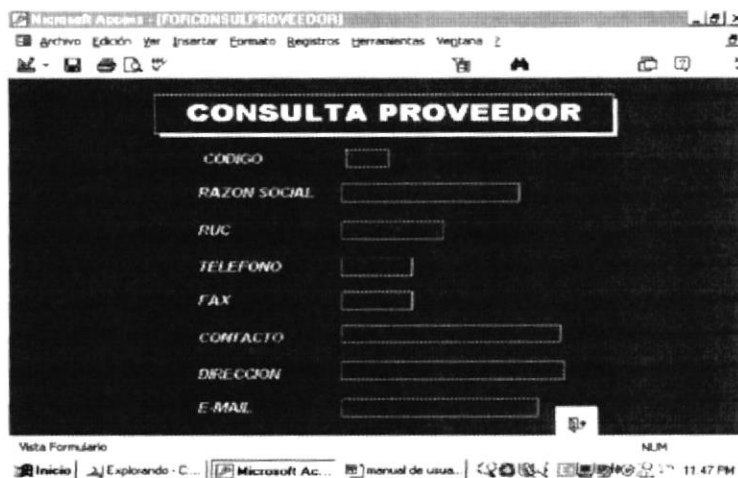 Microsoft Access - [FORCONSULPROVEEDOR]
Archivo Edición Ver Insertar Formato Registros Herramientas Ventana ?
CONSULTA PROVEEDOR
CODIGO
RAZON SOCIAL
RUC
TELEFONO
FAX
CONTACTO
DIRECCION
E-MAIL
Vista Formulario NUM
Inicio Explorando - C... Microsoft Ac... manual de usua... 11:47 PM